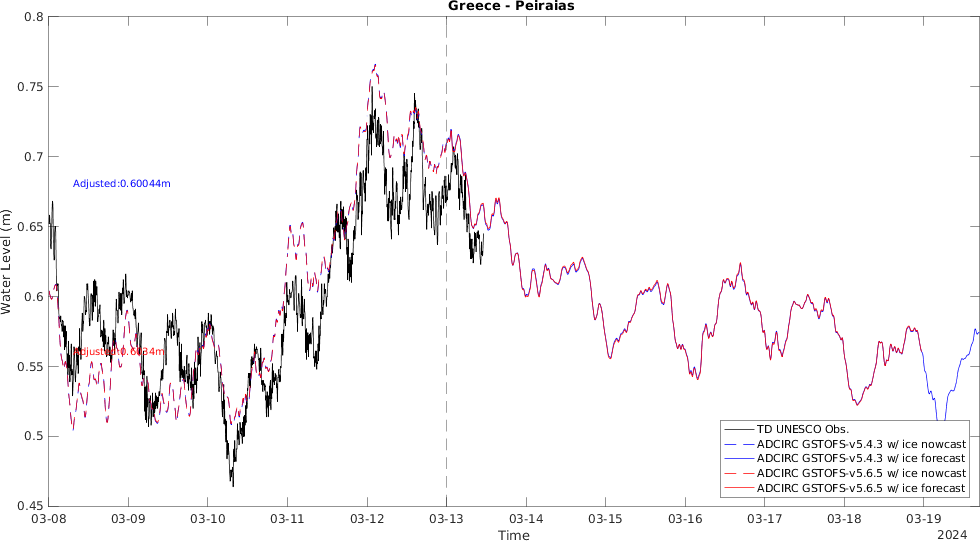 Greece - Peiraias
0.8
0.75
0.7
0.65
0.6
0.55
0.5
0.45
Water Level (m)
Adjusted:0.60044m
Adjusted:0.6034m
TD UNESCO Obs.
ADCIRC GSTOFS-v5.4.3 w/ ice nowcast
ADCIRC GSTOFS-v5.4.3 w/ ice forecast
ADCIRC GSTOFS-v5.6.5 w/ ice nowcast
ADCIRC GSTOFS-v5.6.5 w/ ice forecast
03-08 03-09 03-10 03-11 03-12 03-13 03-14 03-15 03-16 03-17 03-18 03-19
Time
2024